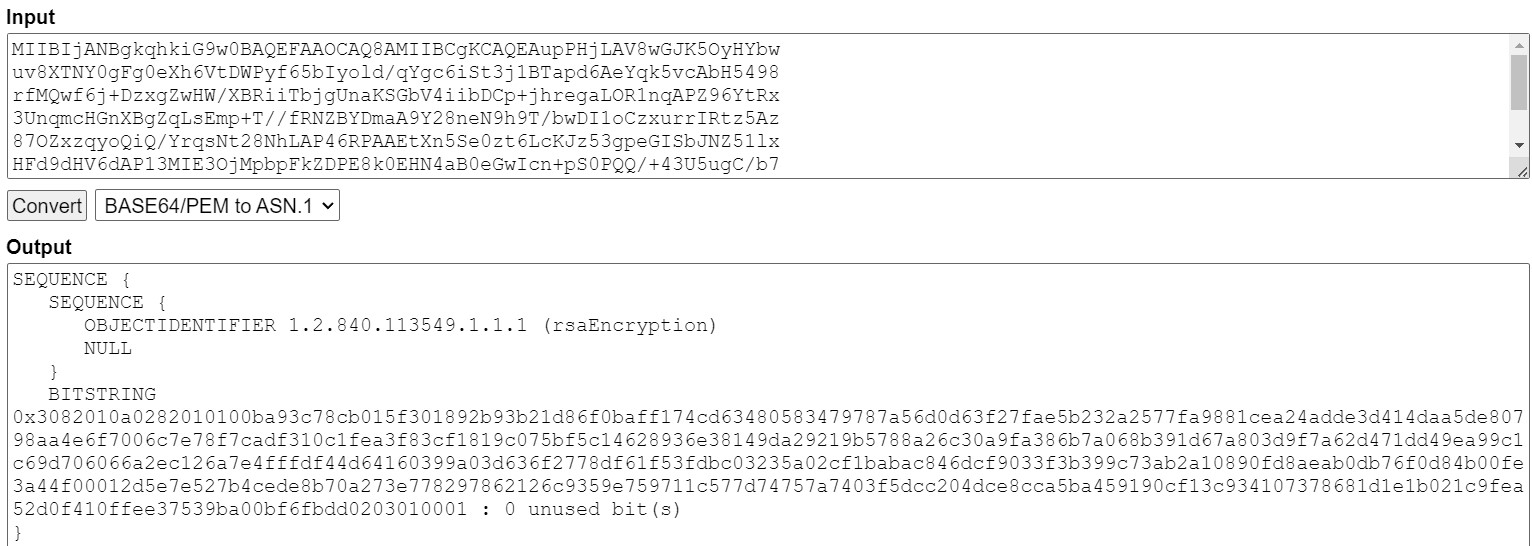 Input
MIIBIjANBgkqhkiG9w0BAQEFAAOCAQ8AMIIBCgKCAQEAupPHjLAV8wGJK5OyHYbw
uv8XTNY0gFg0eXh6VtDWPyf65bIyold/qYgc6iSt3j1BTapd6AeYqk5vcAbH5498
rfMQwf6j+DzxgZwHW/XBRiiTbjgUnaKSGbV4iibDCp+jhregaLOR1nqAPZ96YtRx
3UnqmcHGnXBgZqLsEmp+T//fRNZBYDmaA9Y28neN9h9T/bwDI1oCzxurrIRtz5Az
87OZxzqyoQiQ/YrqsNt28NhLAP46RPAAEtXn5Se0zt6LcKJz53gpeGISbJNZ51lx
HFd9dHV6dAP13MIE3OjMpbpFkZDPE8k0EHN4aB0eGwIcn+pS0PQQ/+43U5ugC/b7
Convert BASE64/PEM to ASN.1
Output
SEQUENCE {
SEQUENCE {
OBJECTIDENTIFIER 1.2.840.113549.1.1.1 (rsaEncryption)
NULL
}
BITSTRING
0x3082010a0282010100ba93c78cb015f301892b93b21d86f0baff174cd63480583479787a56d0d63f27fae5b232a2577fa9881cea24adde3d414daa5de807
98aa4e6f7006c7e78f7cadf310c1fea3f83cf1819c075bf5c14628936e38149da29219b5788a26c30a9fa386b7a068b391d67a803d9f7a62d471dd49ea99c1
c69d706066a2ec126a7e4fffdf44d64160399a03d636f2778df61f53fdbc03235a02cf1babac846dcf9033f3b399c73ab2a10890fd8aeab0db76f0d84b00fe
3a44f00012d5e7e527b4cede8b70a273e778297862126c9359e759711c577d74757a7403f5dcc204dce8cca5ba459190cf13c934107378681d1e1b021c9fea
52d0f410ffee37539ba00bf6fbdd0203010001 : 0 unused bit(s)
}